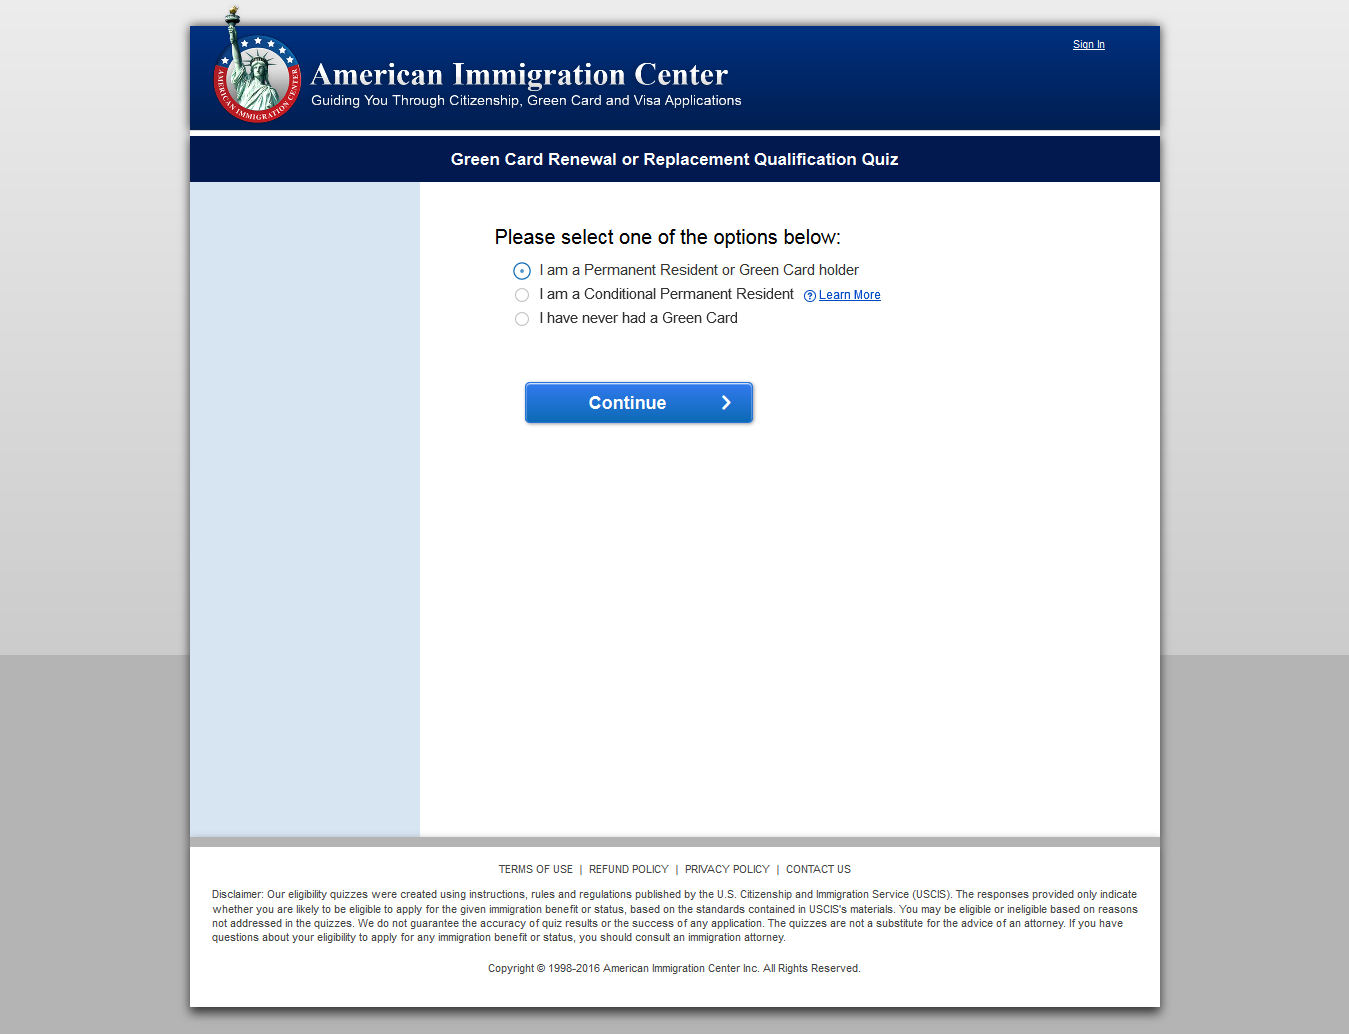 Sign In
AMERICAN IMMIGRATION CENTER
American Immigration Center
Guiding You Through Citizenship, Green Card and Visa Applications
Green Card Renewal or Replacement Qualification Quiz
Please select one of the options below:
I am a Permanent Resident or Green Card holder
I am a Conditional Permanent Resident ? Learn More
I have never had a Green Card
Continue
TERMS OF USE | REFUND POLICY | PRIVACY POLICY | CONTACT US
Disclaimer: Our eligibility quizzes were created using instructions, rules and regulations published by the U.S. Citizenship and Immigration Service (USCIS). The responses provided only indicate
whether you are likely to be eligible to apply for the given immigration benefit or status, based on the standards contained in USCIS's materials. You may be eligible or ineligible based on reasons
not addressed in the quizzes. We do not guarantee the accuracy of quiz results or the success of any application. The quizzes are not a substitute for the advice of an attorney. If you have
questions about your eligibility to apply for any immigration benefit or status, you should consult an immigration attorney.
Copyright © 1998-2016 American Immigration Center Inc. All Rights Reserved.